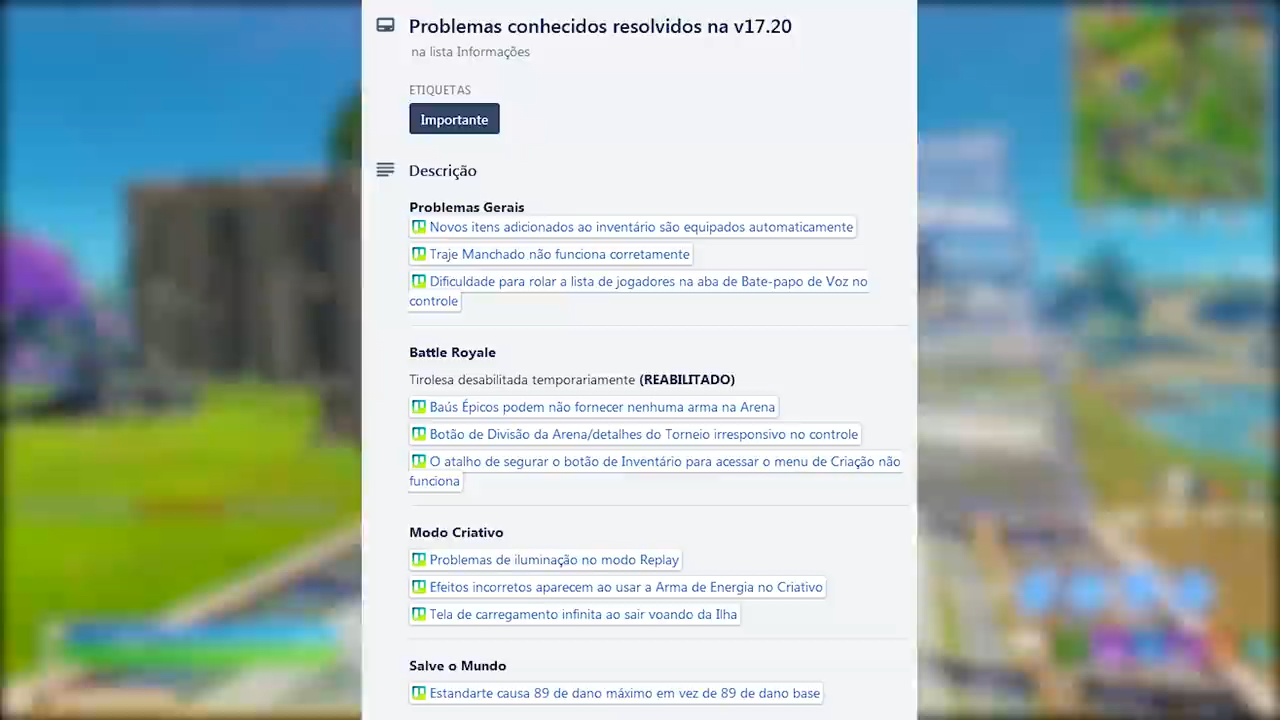 Problemas conhecidos resolvidos na v17.20
na lista Informações
ETIQUETAS
Importante
Descrição
Problemas Gerais
Novos itens adicionados ao inventário são equipados automaticamente
Traje Manchado não funciona corretamente
Dificuldade para rolar a lista de jogadores na aba de Bate-papo de Voz no
controle
Battle Royale
Tirolesa desabilitada temporariamente (REABILITADO)
Baús Épicos podem não fornecer nenhuma arma na Arena
Botão de Divisão da Arena/detalhes do Torneio irresponsivo no controle
O atalho de segurar o botão de Inventário para acessar o menu de Criação não
funciona
Modo Criativo
Problemas de iluminação no modo Replay
Efeitos incorretos aparecem ao usar a Arma de Energia no Criativo
Tela de carregamento infinita ao sair voando da Ilha
Salve o Mundo
Estandarte causa 89 de dano máximo em vez de 89 de dano base